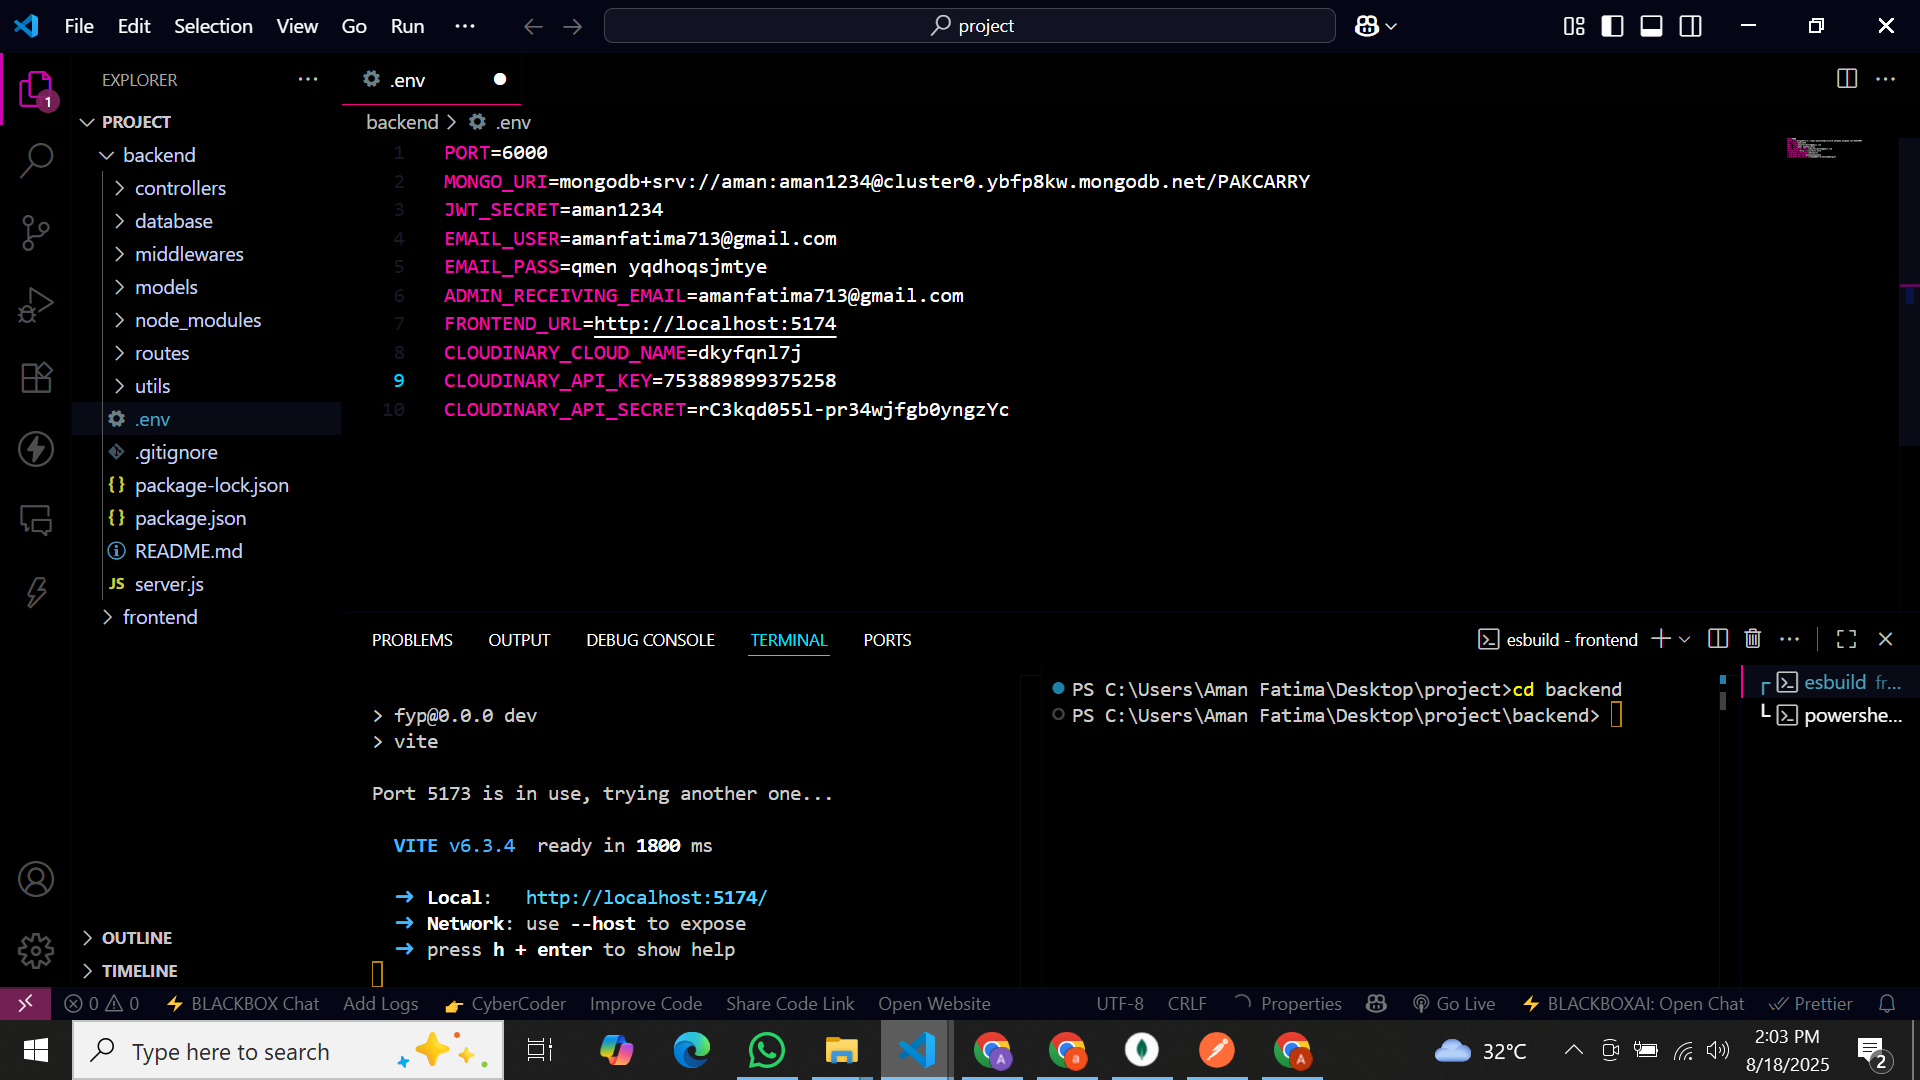 File Edit Selection View Go Run ...
project
EXPLORER ...
1
PROJECT
backend
controllers
database
middlewares
models
node_modules
routes
utils
.env
.gitignore
package-lock.json
package.json
README.md
JS server.js
frontend
OUTLINE
TIMELINE
.env
backend > .env
1 PORT=6000
2 MONGO_URI=mongodb+srv://aman:aman1234@cluster0.ybfp8kw.mongodb.net/PAKCARRY
3 JWT_SECRET=aman1234
4 EMAIL_USER=amanfatima713@gmail.com
5 EMAIL_PASS=qmen yqdhoqsjmtye
6 ADMIN_RECEIVING_EMAIL=amanfatima713@gmail.com
7 FRONTEND_URL=http://localhost:5174
8 CLOUDINARY_CLOUD_NAME=dkyfqnl7j
9 CLOUDINARY_API_KEY=753889899375258
10 CLOUDINARY_API_SECRET=rC3kqd055l-pr34wjfgb0yngzYc
PROBLEMS OUTPUT DEBUG CONSOLE TERMINAL PORTS
esbuild - frontend
> fyp@0.0.0 dev
> vite
Port 5173 is in use, trying another one...
VITE v6.3.4 ready in 1800 ms
➜ Local: http://localhost:5174/
➜ Network: use --host to expose
➜ press h + enter to show help
PS C:\Users\Aman Fatima\Desktop\project>cd backend
PS C:\Users\Aman Fatima\Desktop\project\backend>
esbuild fr...
powershe...
0 0 BLACKBOX Chat Add Logs CyberCoder Improve Code Share Code Link Open Website UTF-8 CRLF Properties Go Live BLACKBOXAI: Open Chat Prettier
Type here to search
32°C
2:03 PM
8/18/2025
2